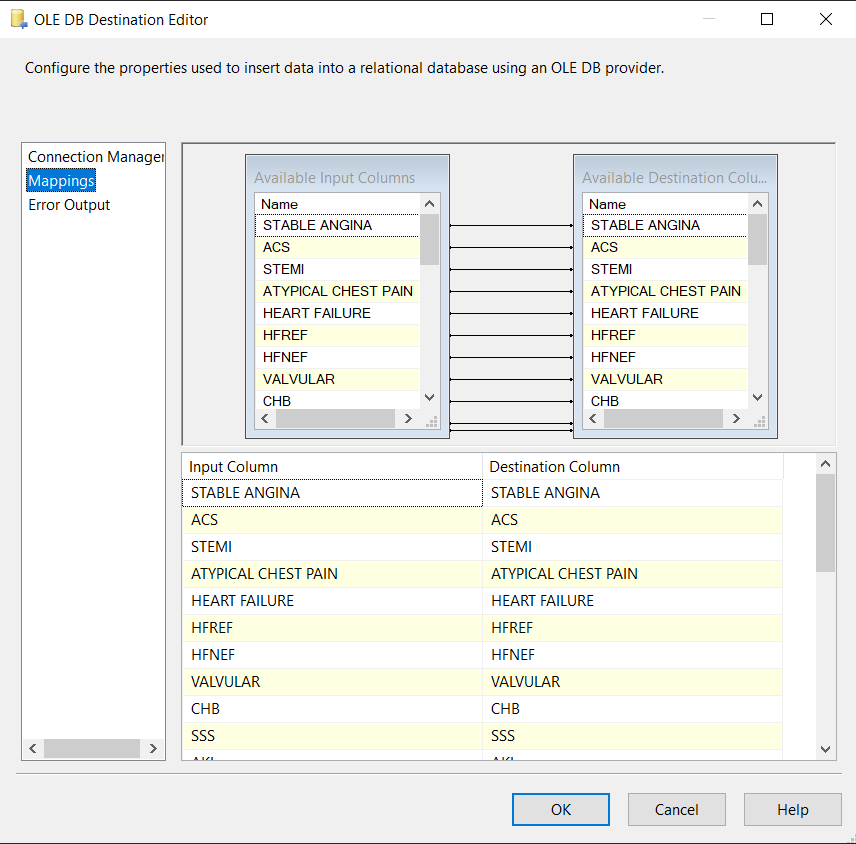 OLE DB Destination Editor
Configure the properties used to insert data into a relational database using an OLE DB provider.
Connection Manager
Mappings
Error Output
Available Input Columns
Name
STABLE ANGINA
ACS
STEMI
ATYPICAL CHEST PAIN
HEART FAILURE
HFREF
HFNEF
VALVULAR
CHB
Available Destination Colu...
Name
STABLE ANGINA
ACS
STEMI
ATYPICAL CHEST PAIN
HEART FAILURE
HFREF
HFNEF
VALVULAR
CHB
Input Column Destination Column
STABLE ANGINA STABLE ANGINA
ACS ACS
STEMI STEMI
ATYPICAL CHEST PAIN ATYPICAL CHEST PAIN
HEART FAILURE HEART FAILURE
HFREF HFREF
HFNEF HFNEF
VALVULAR VALVULAR
CHB CHB
SSS SSS
OK Cancel Help